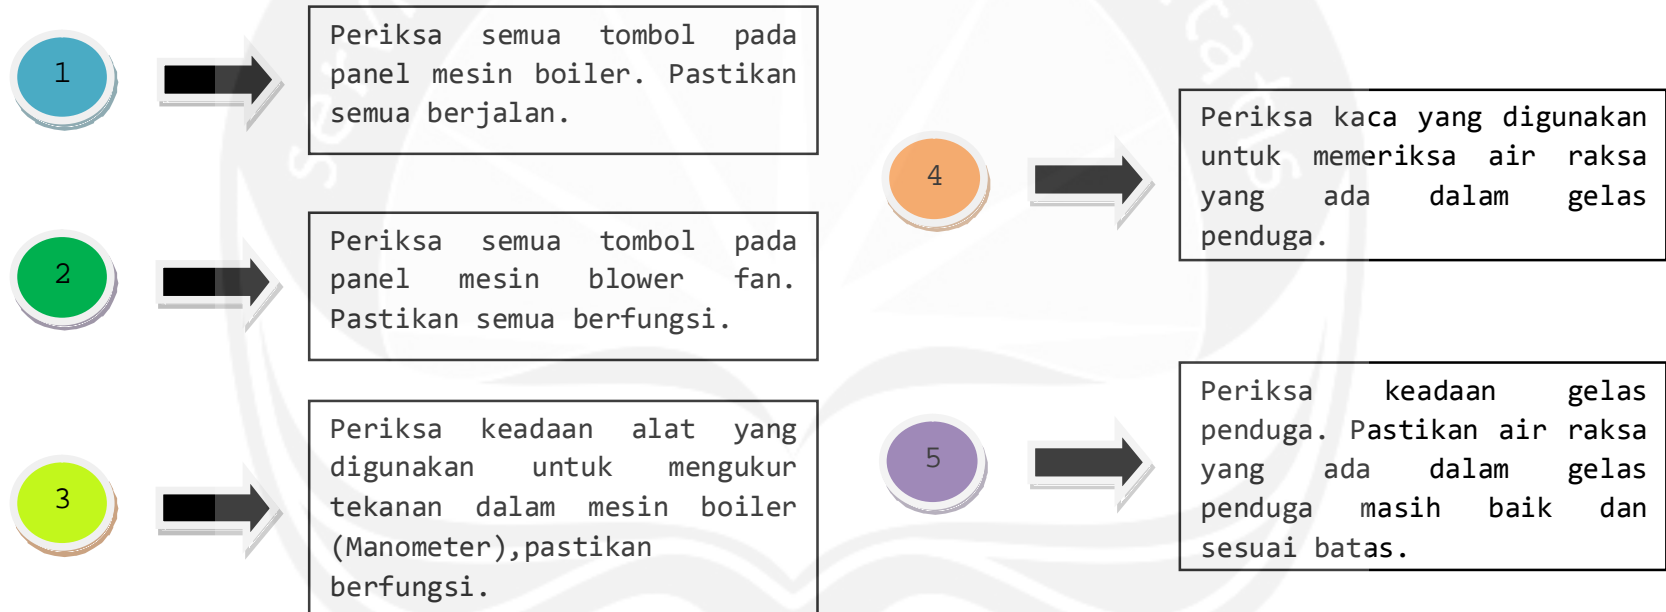 1
Periksa semua tombol pada
panel mesin boiler. Pastikan
semua berjalan.
2
Periksa semua tombol pada
panel mesin blower fan.
Pastikan semua berfungsi.
3
Periksa keadaan alat yang
digunakan untuk mengukur
tekanan dalam mesin boiler
(Manometer),pastikan
berfungsi.
4
Periksa kaca yang digunakan
untuk memeriksa air raksa
yang ada dalam gelas
penduga.
5
Periksa keadaan gelas
penduga. Pastikan air raksa
yang ada dalam gelas
penduga masih baik dan
sesuai batas.